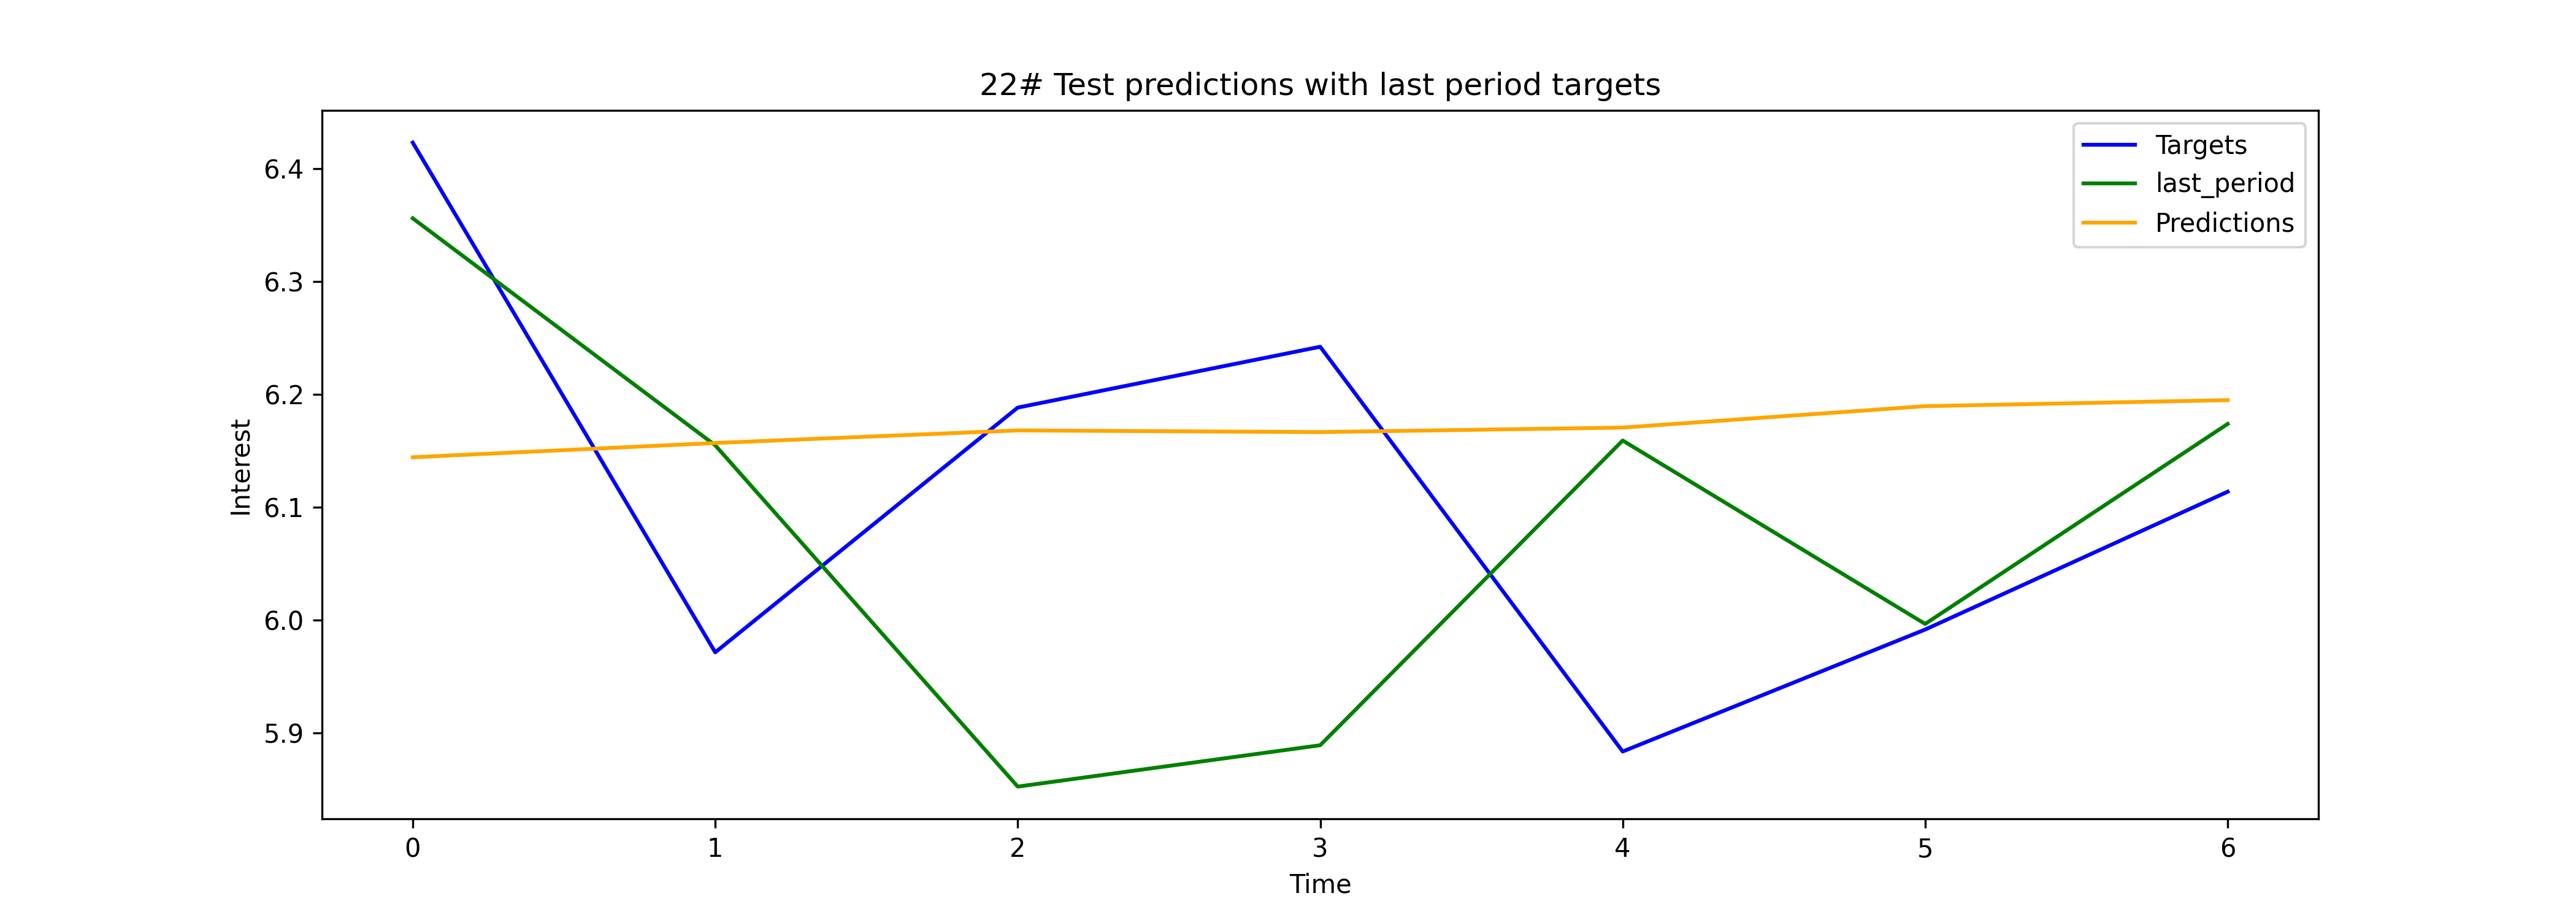 22# Test predictions with last period targets
Targets
last_period
Predictions
6.4
6.3
6.2
6.1
6.0
5.9
Interest
0 1 2 3 4 5 6
Time